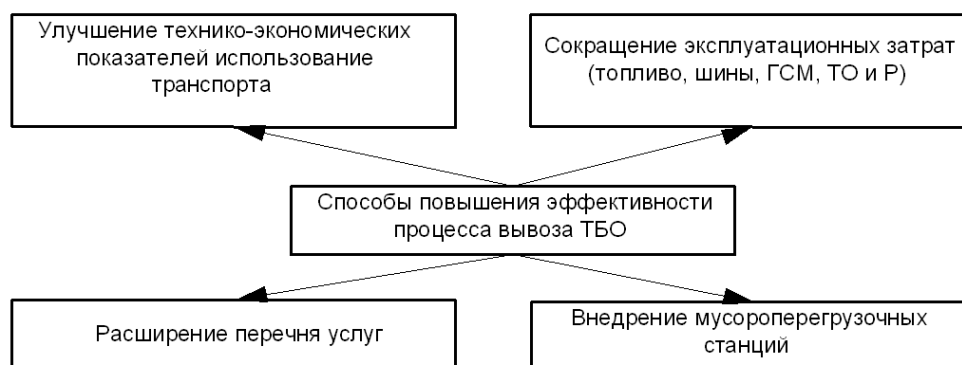 Улучшение технико-экономических
показателей использование
транспорта
Сокращение эксплуатационных затрат
(топливо, шины, ГСМ, ТО и Р)
Способы повышения эффективности
процесса вывоза ТБО
Расширение перечня услуг
Внедрение мусороперегрузочных
станций